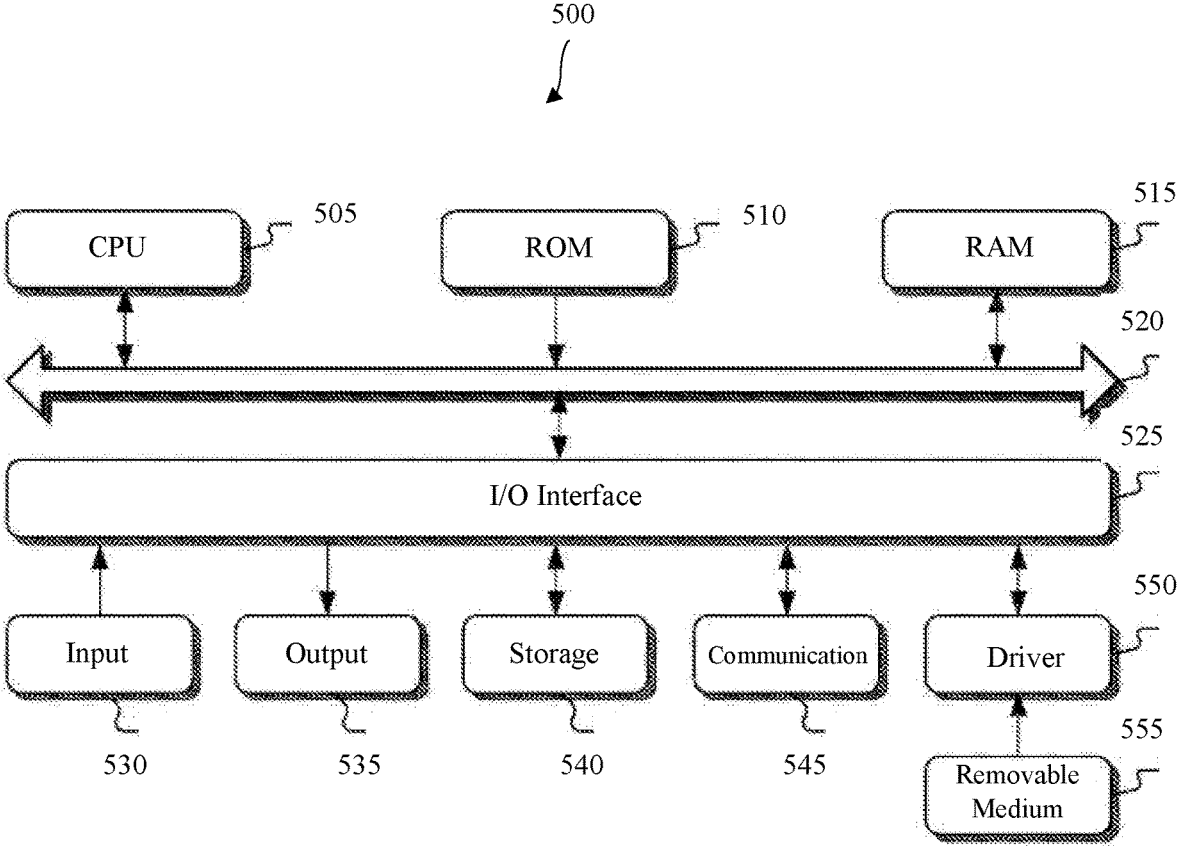 500
CPU
505
ROM
510
RAM
515
520
525
I/O Interface
Input
Output
Storage
Communication
Driver
550
530
535
540
545
555
Removable
Medium